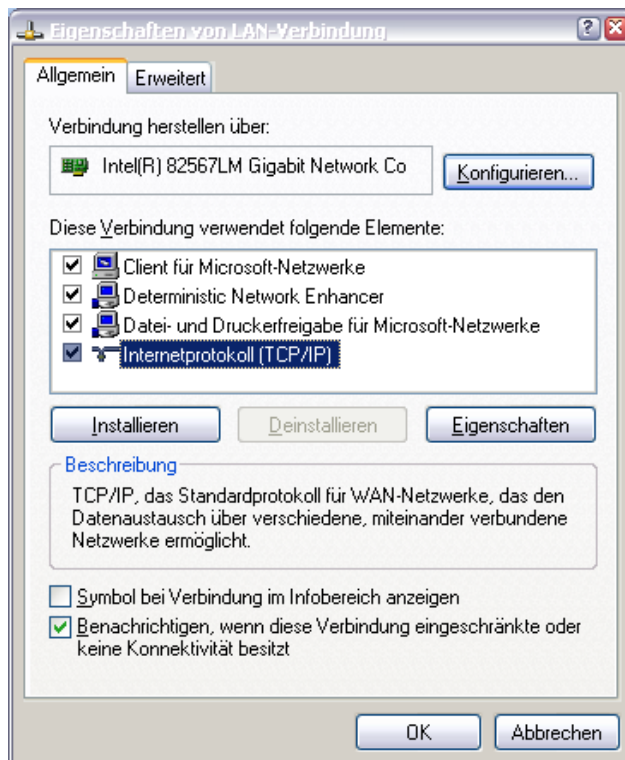 Eigenschaften von LAN-Verbindung
Allgemein
Erweitert
Verbindung herstellen über:
Intel(R) 82567LM Gigabit Network Co
Konfigurieren...
Diese Verbindung verwendet folgende Elemente:
Client für Microsoft-Netzwerke
Deterministic Network Enhancer
Datei- und Druckerfreigabe für Microsoft-Netzwerke
Internetprotokoll (TCP/IP)
Installieren
Deinstallieren
Eigenschaften
Beschreibung
TCP/IP, das Standardprotokoll für WAN-Netzwerke, das den
Datenaustausch über verschiedene, miteinander verbundene
Netzwerke ermöglicht.
Symbol bei Verbindung im Infobereich anzeigen
Benachrichtigen, wenn diese Verbindung eingeschränkte oder
keine Konnektivität besitzt
OK
Abbrechen